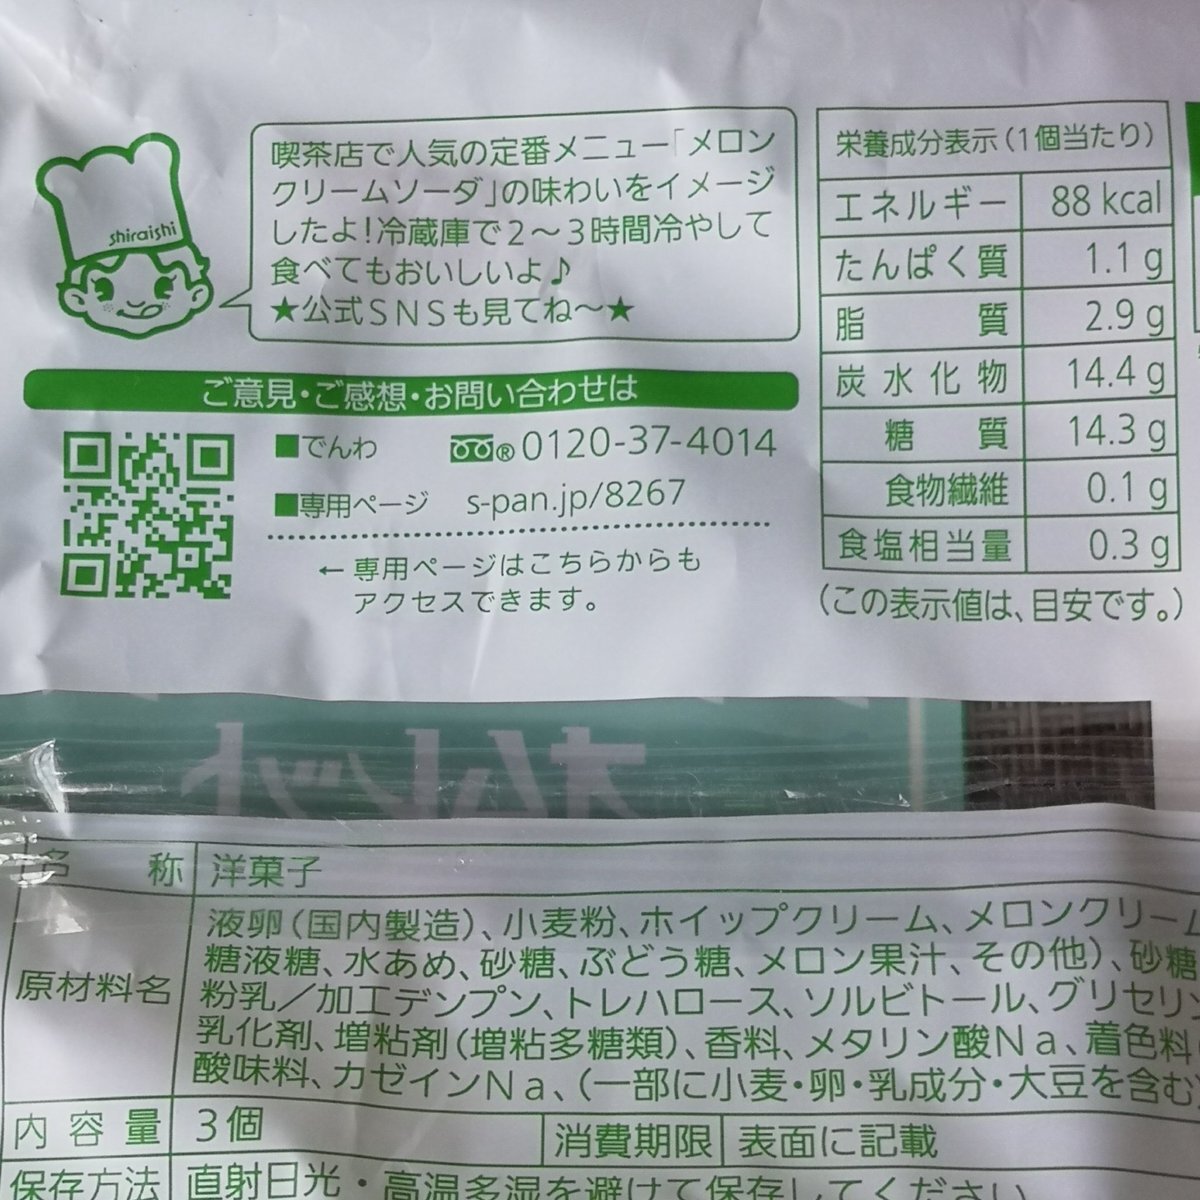 shiraishi
喫茶店で人気の定番メニュー「メロン
クリームソーダ」の味わいをイメージ
したよ!冷蔵庫で2〜3時間冷やして
食べてもおいしいよ♪
★公式SNSも見てね〜★
ご意見・ご感想・お問い合わせは
■でんわ ®0120-37-4014
■専用ページ s-pan.jp/8267
← 専用ページはこちらからも
アクセスできます。
栄養成分表示(1個当たり)
エネルギー 88 kcal
たんぱく質 1.1 g
脂質 2.9 g
炭水化物 14.4 g
糖質 14.3 g
食物繊維 0.1 g
食塩相当量 0.3 g
(この表示値は、目安です。)
オムレット
名称 洋菓子
原材料名
液卵(国内製造)、小麦粉、ホイップクリーム、メロンクリーム
糖液糖、水あめ、砂糖、ぶどう糖、メロン果汁、その他)、砂糖
粉乳/加工デンプン、トレハロース、ソルビトール、グリセリン
乳化剤、増粘剤(増粘多糖類)、香料、メタリン酸Na、着色料(
酸味料、カゼインNa、(一部に小麦・卵・乳成分・大豆を含む)
内容量 3個 消費期限 表面に記載
保存方法 直射日光・高温多湿を避けて保存してください